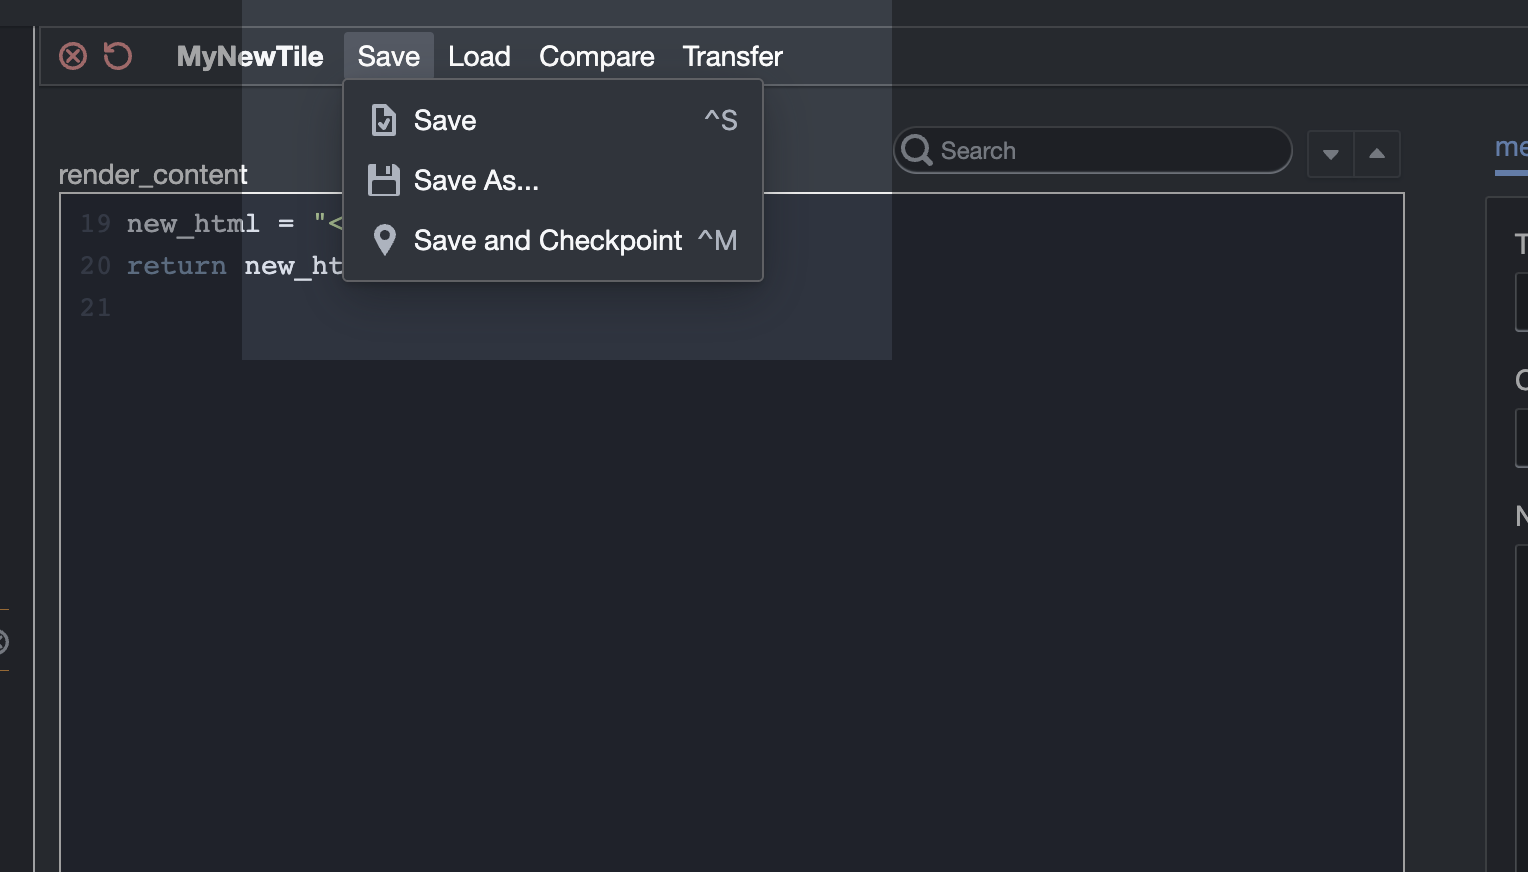 MyNewTile Save Load Compare Transfer
Save ^S
Save As...
Save and Checkpoint ^M
Search
me
render_content
19 new_html = "<
20 return new_ht
21
T
C
N